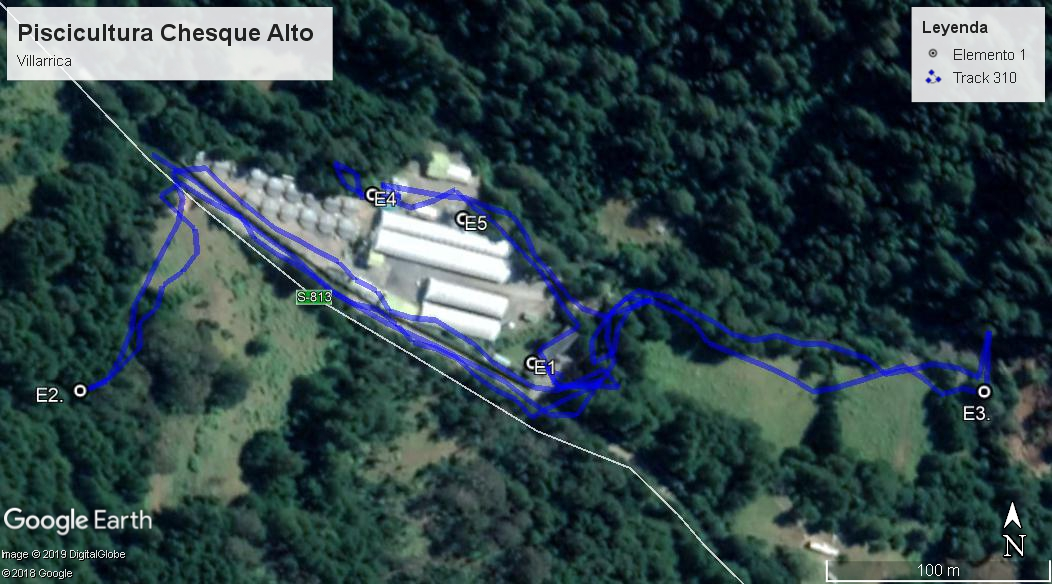 Piscicultura Chesque Alto
Villarrica
Leyenda
Elemento 1
Track 310
E4
E5
S-813
E1
E2.
E3.
Google Earth
N
Image © 2019 DigitalGlobe
© 2018 Google
100 m